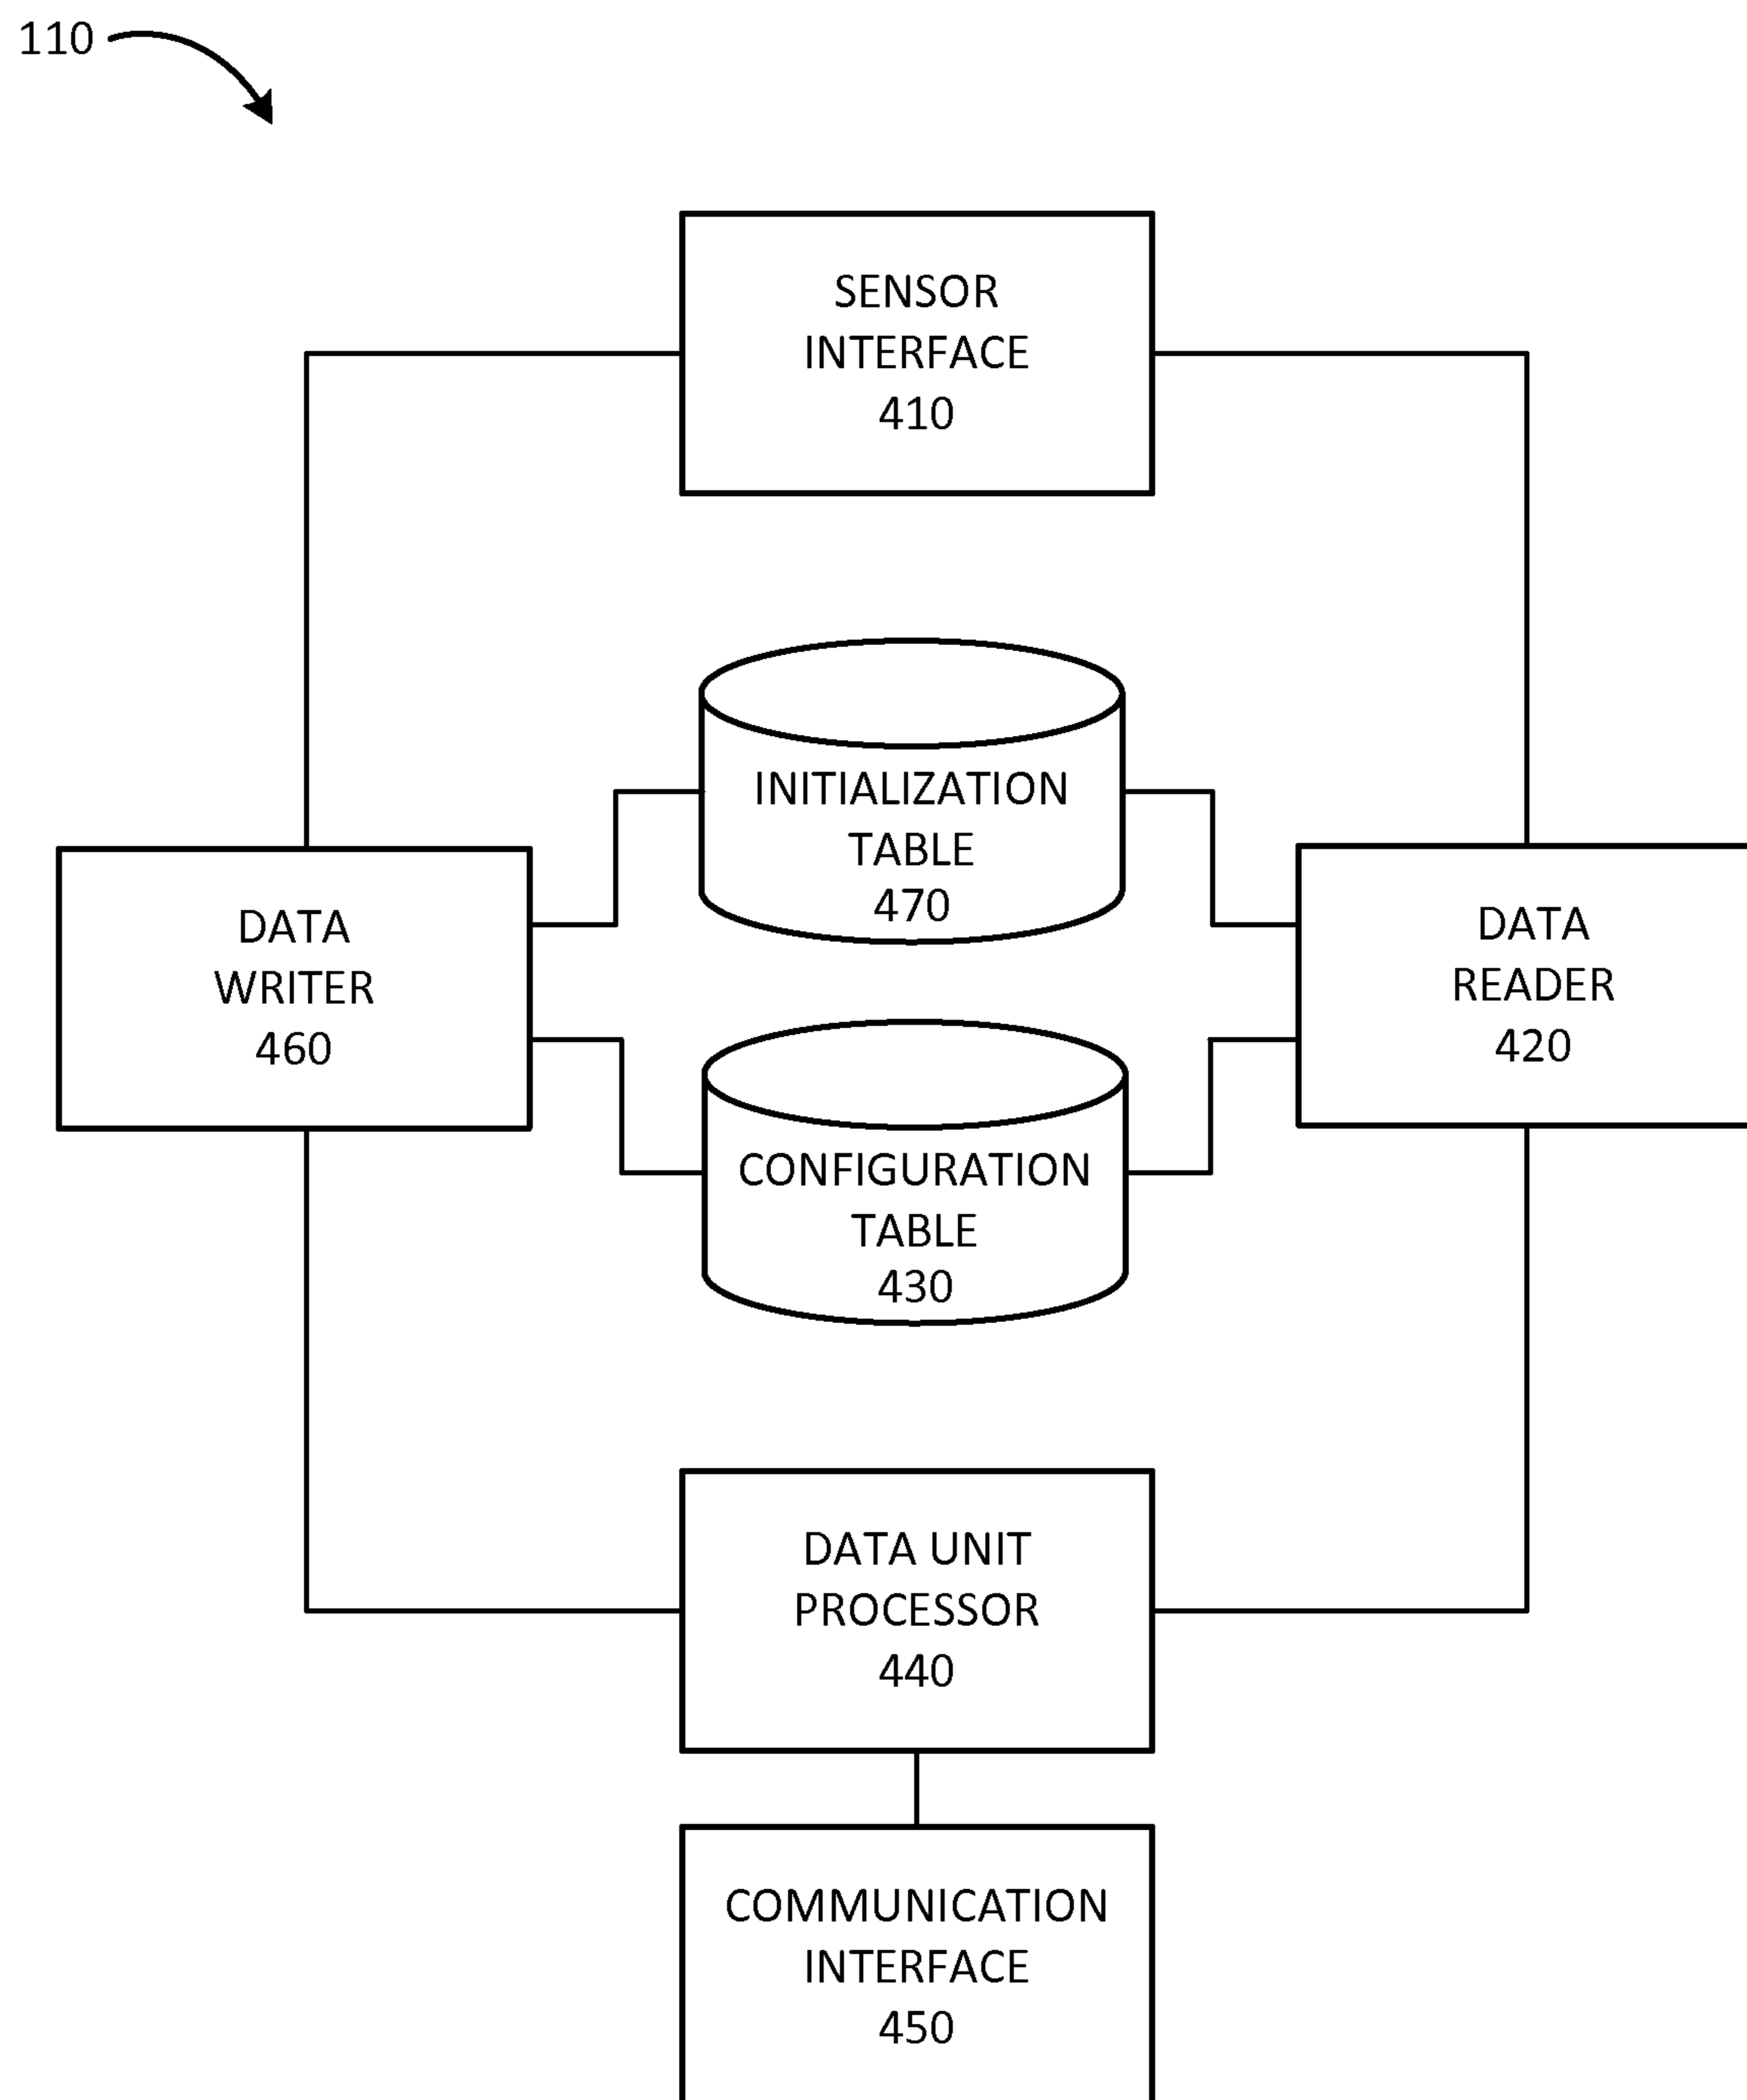 110
SENSOR
INTERFACE
410
INITIALIZATION
TABLE
470
DATA
WRITER
460
DATA
READER
420
CONFIGURATION
TABLE
430
DATA UNIT
PROCESSOR
440
COMMUNICATION
INTERFACE
450